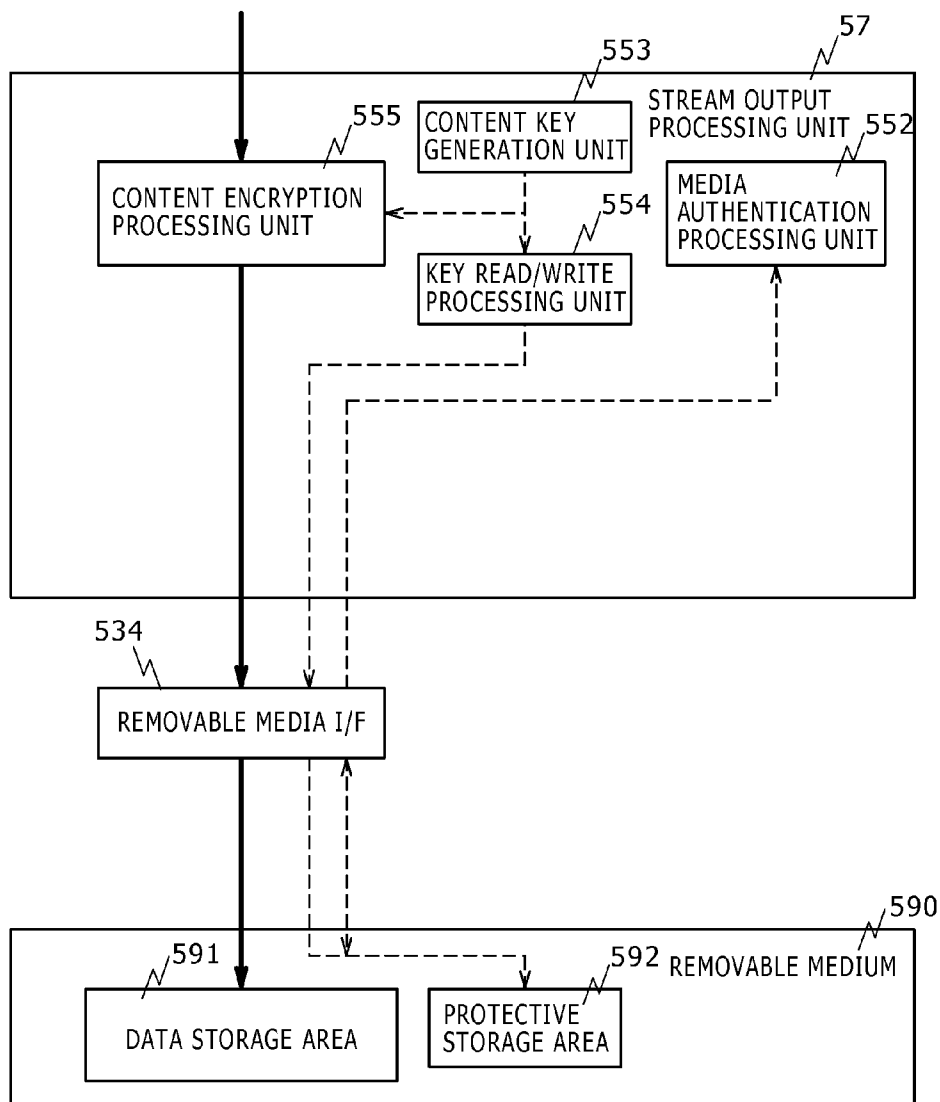 57
553
STREAM OUTPUT
PROCESSING UNIT
555
CONTENT KEY
GENERATION UNIT
552
CONTENT ENCRYPTION
PROCESSING UNIT
MEDIA
AUTHENTICATION
PROCESSING UNIT
554
KEY READ/WRITE
PROCESSING UNIT
534
REMOVABLE MEDIA I/F
590
REMOVABLE MEDIUM
591
592
DATA STORAGE AREA
PROTECTIVE
STORAGE AREA